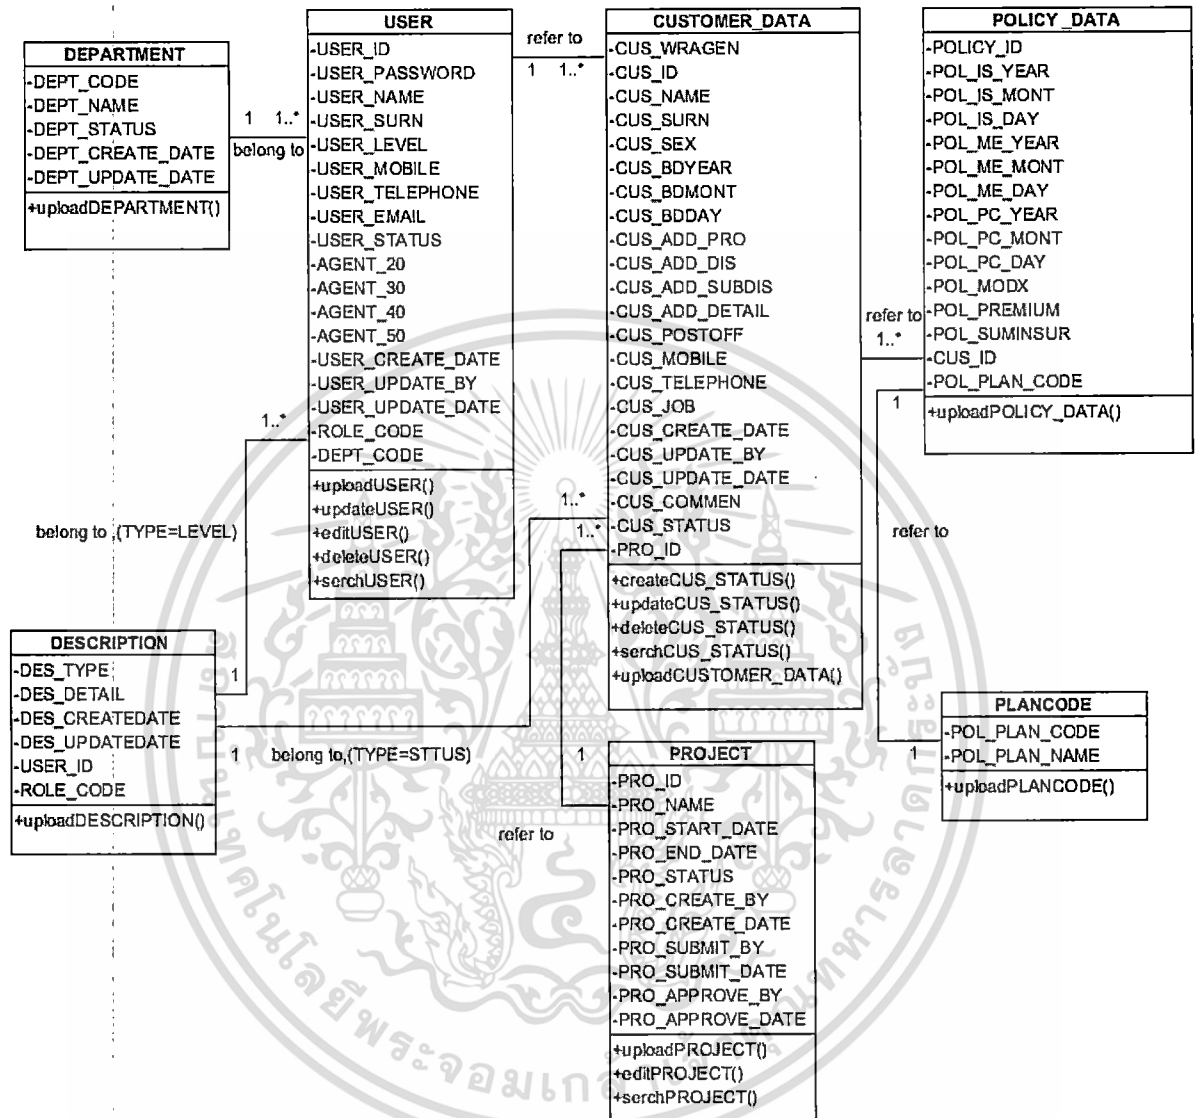 DEPARTMENT
-DEPT_CODE
-DEPT_NAME
-DEPT_STATUS
-DEPT_CREATE_DATE
-DEPT_UPDATE_DATE
+uploadDEPARTMENT()
1 1..*
belong to
USER
-USER_ID
-USER_PASSWORD
-USER_NAME
-USER_SURN
-USER_LEVEL
-USER_MOBILE
-USER_TELEPHONE
-USER_EMAIL
-USER_STATUS
-AGENT_20
-AGENT_30
-AGENT_40
-AGENT_50
-USER_CREATE_DATE
-USER_UPDATE_BY
-USER_UPDATE_DATE
-ROLE_CODE
-DEPT_CODE
+uploadUSER()
+updateUSER()
+editUSER()
+deleteUSER()
+serchUSER()
refer to
1 1..*
CUSTOMER_DATA
-CUS_WRAGEN
-CUS_ID
-CUS_NAME
-CUS_SURN
-CUS_SEX
-CUS_BDYEAR
-CUS_BDMONT
-CUS_BDDAY
-CUS_ADD_PRO
-CUS_ADD_DIS
-CUS_ADD_SUBDIS
-CUS_ADD_DETAIL
-CUS_POSTOFF
-CUS_MOBILE
-CUS_TELEPHONE
-CUS_JOB
-CUS_CREATE_DATE
-CUS_UPDATE_BY
-CUS_UPDATE_DATE
-CUS_COMMEN
-CUS_STATUS
-PRO_ID
+createCUS_STATUS()
+updateCUS_STATUS()
+deleteCUS_STATUS()
+serchCUS_STATUS()
+uploadCUSTOMER_DATA()
refer to
1..*
POLICY_DATA
-POLICY_ID
-POL_IS_YEAR
-POL_IS_MONT
-POL_IS_DAY
-POL_ME_YEAR
-POL_ME_MONT
-POL_ME_DAY
-POL_PC_YEAR
-POL_PC_MONT
-POL_PC_DAY
-POL_MODX
-POL_PREMIUM
-POL_SUMINSUR
-CUS_ID
-POL_PLAN_CODE
+uploadPOLICY_DATA()
1
refer to
1
1..*
belong to ,(TYPE=LEVEL)
1
1..*
1..*
DESCRIPTION
-DES_TYPE
-DES_DETAIL
-DES_CREATEDATE
-DES_UPDATEDATE
-USER_ID
-ROLE_CODE
+uploadDESCRIPTION()
1
belong to,(TYPE=STTUS)
1
refer to
PROJECT
-PRO_ID
-PRO_NAME
-PRO_START_DATE
-PRO_END_DATE
-PRO_STATUS
-PRO_CREATE_BY
-PRO_CREATE_DATE
-PRO_SUBMIT_BY
-PRO_SUBMIT_DATE
-PRO_APPROVE_BY
-PRO_APPROVE_DATE
+uploadPROJECT()
+editPROJECT()
+serchPROJECT()
PLANCODE
-POL_PLAN_CODE
-POL_PLAN_NAME
+uploadPLANCODE()